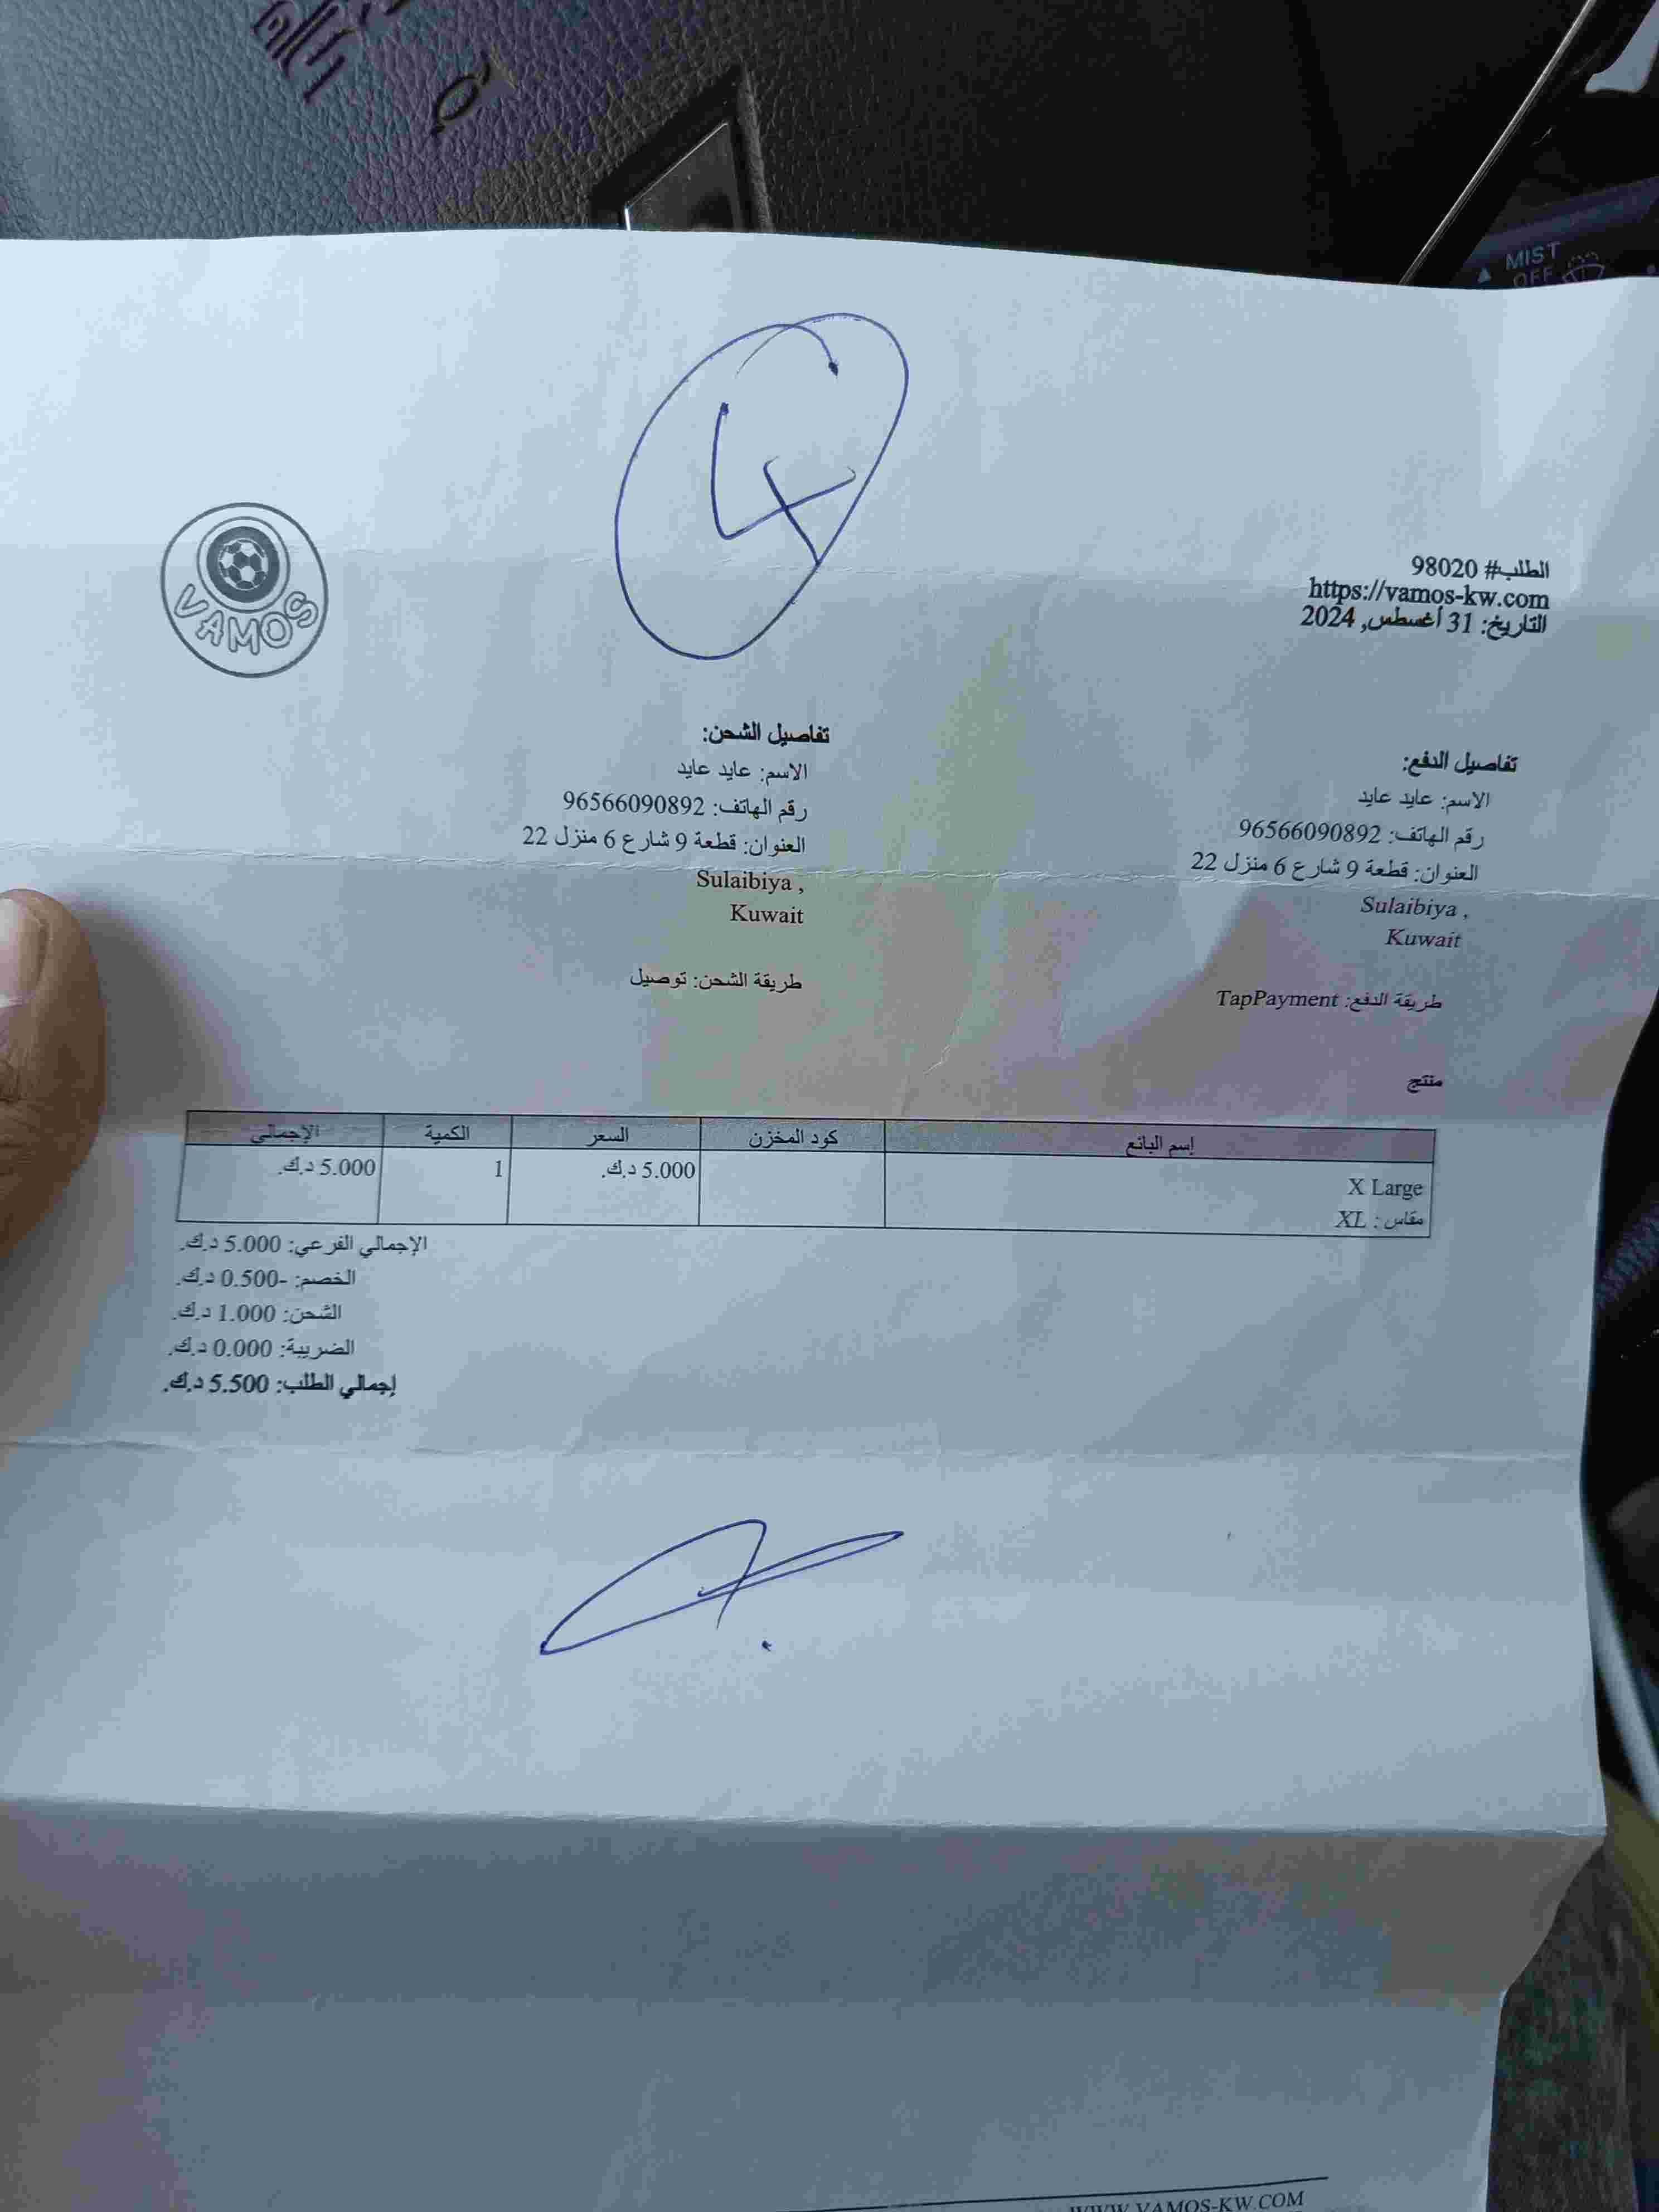 الله
MIST
OFF
4
VAMOS
الطلب# 98020
https://vamos-kw.com
التاريخ: 31 أغسطس, 2024
تفاصيل الدفع:
الاسم: عايد عايد
رقم الهاتف: 96566090892
العنوان: قطعة 9 شارع 6 منزل 22
Sulaibiya ,
Kuwait
طريقة الدفع: TapPayment
تفاصيل الشحن:
الاسم: عايد عايد
رقم الهاتف: 96566090892
العنوان: قطعة 9 شارع 6 منزل 22
Sulaibiya ,
Kuwait
طريقة الشحن: توصيل
منتج
إسم البائع كود المخزن السعر الكمية الإجمالي
X Large 5.000 د.ك. 1 5.000 د.ك.
مقاس : XL
الإجمالي الفرعي: 5.000 د.ك.
الخصم: -0.500 د.ك.
الشحن: 1.000 د.ك.
الضريبة: 0.000 د.ك.
إجمالي الطلب: 5.500 د.ك.
WWW.VAMOS-KW.COM